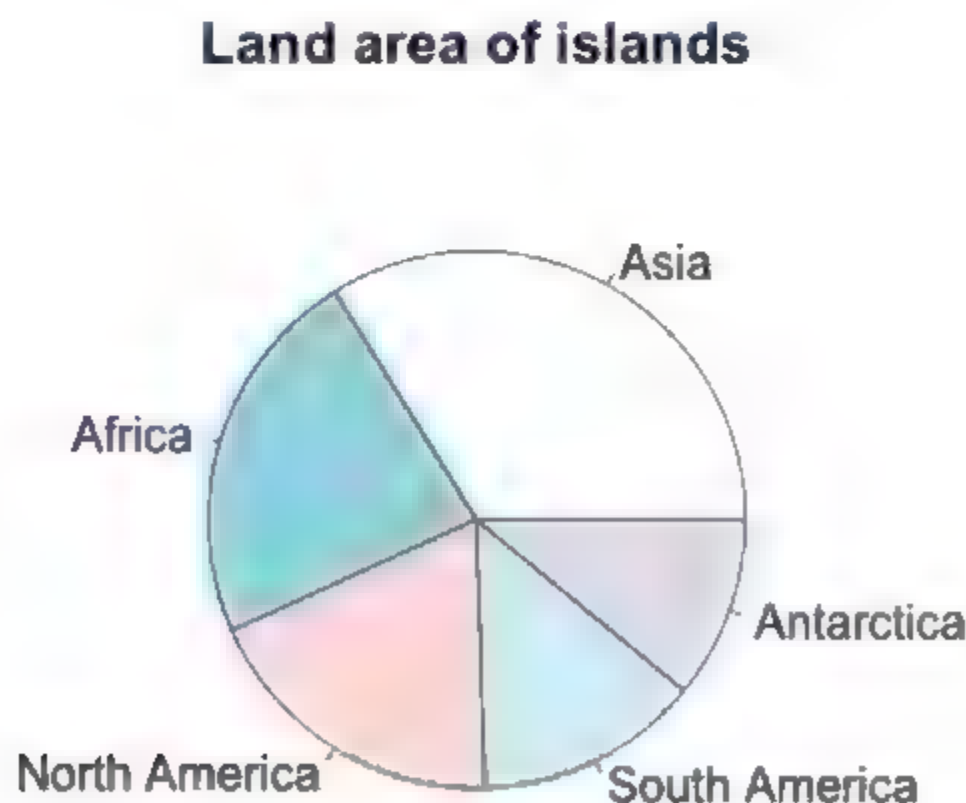 Land area of islands
Asia
Africa
Antarctica
North America
South America